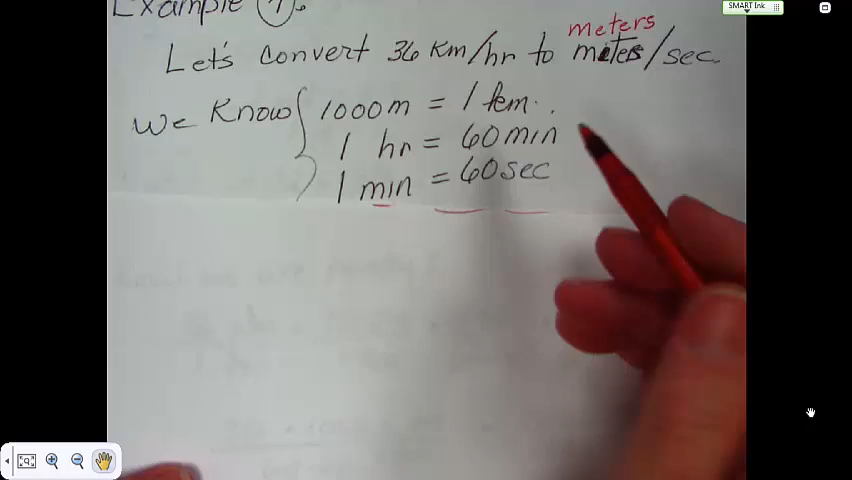 Example 1:
meters
Let's convert 36 Km/hr to meters/sec
We Know 1000m = 1 km.
1 hr = 60 min
1 min = 60 sec
SMART Ink